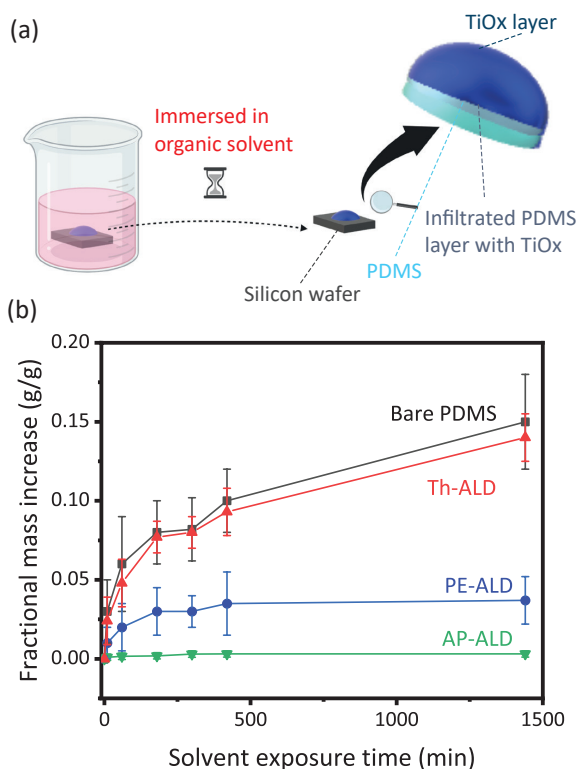 (a)
TiOx layer
Immersed in
organic solvent
Infiltrated PDMS
layer with TiOx
PDMS
Silicon wafer
(b)
0.20
0.15
0.10
0.05
0.00
Fractional mass increase (g/g)
Bare PDMS
Th-ALD
PE-ALD
AP-ALD
0
500
1000
1500
Solvent exposure time (min)